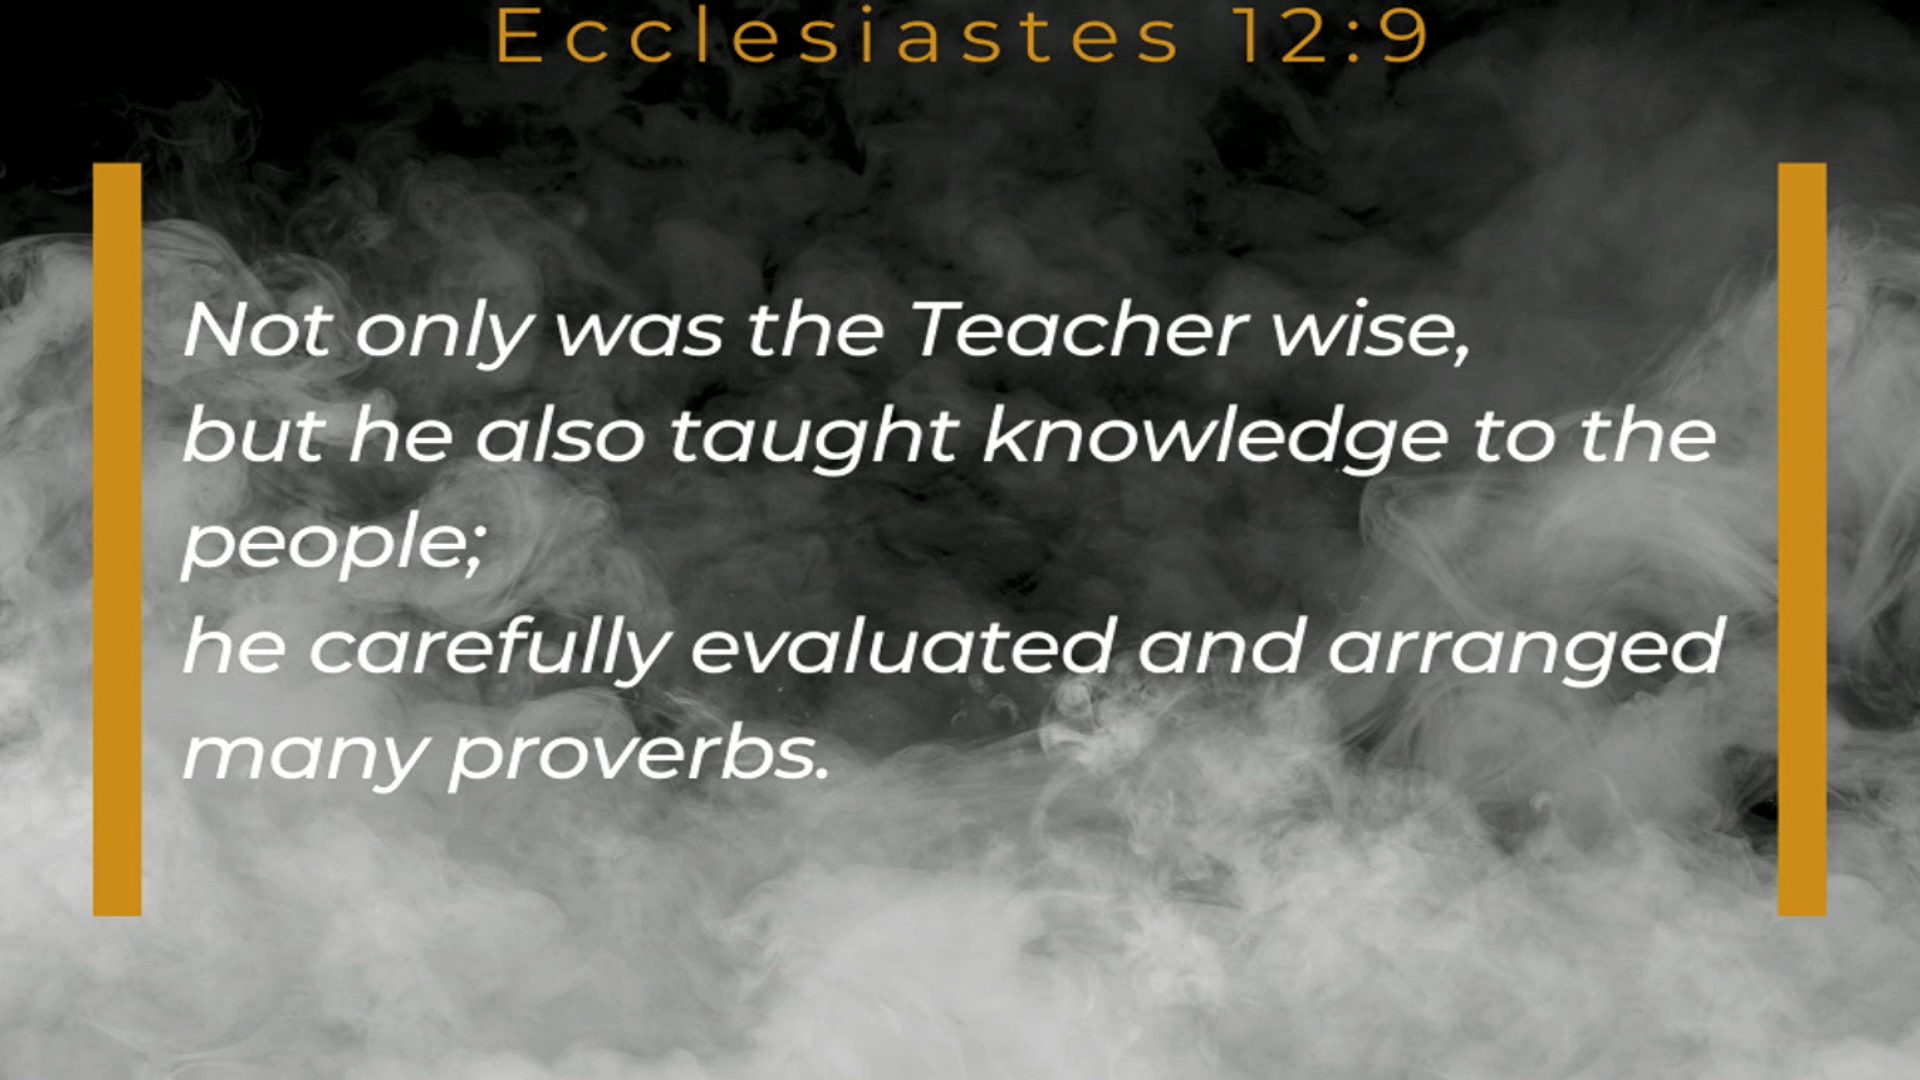 Ecclesiastes 12:9
Not only was the Teacher wise,
but he also taught knowledge to the
people;
he carefully evaluated and arranged
many proverbs.